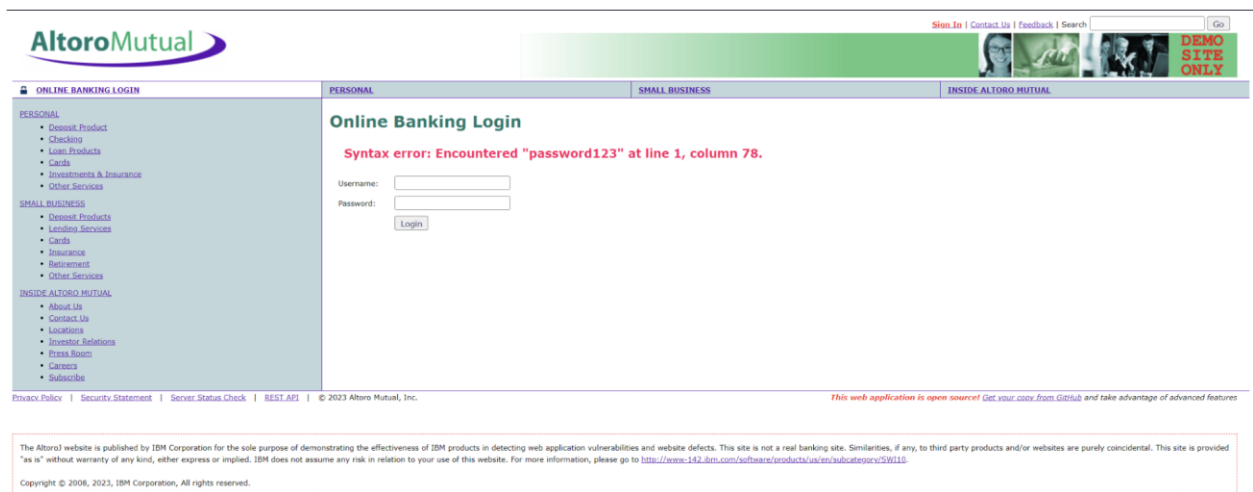 Sign In | Contact Us | Feedback | Search Go
AltoroMutual
DEMO
SITE
ONLY
ONLINE BANKING LOGIN
PERSONAL
SMALL BUSINESS
INSIDE ALTORO MUTUAL
PERSONAL
• Deposit Product
• Checking
• Loan Products
• Cards
• Investments & Insurance
• Other Services
SMALL BUSINESS
• Deposit Products
• Lending Services
• Cards
• Insurance
• Retirement
• Other Services
INSIDE ALTORO MUTUAL
• About Us
• Contact Us
• Locations
• Investor Relations
• Press Room
• Careers
• Subscribe
Online Banking Login
Syntax error: Encountered "password123" at line 1, column 78.
Username:
Password:
Login
Privacy Policy | Security Statement | Server Status Check | REST API | © 2023 Altoro Mutual, Inc.
This web application is open source! Get your copy from GitHub and take advantage of advanced features
The AltoroJ website is published by IBM Corporation for the sole purpose of demonstrating the effectiveness of IBM products in detecting web application vulnerabilities and website defects. This site is not a real banking site. Similarities, if any, to third party products and/or websites are purely coincidental. This site is provided
"as is" without warranty of any kind, either express or implied. IBM does not assume any risk in relation to your use of this website. For more information, please go to http://www-142.ibm.com/software/products/us/en/subcategory/SWI10.
Copyright © 2008, 2023, IBM Corporation, All rights reserved.